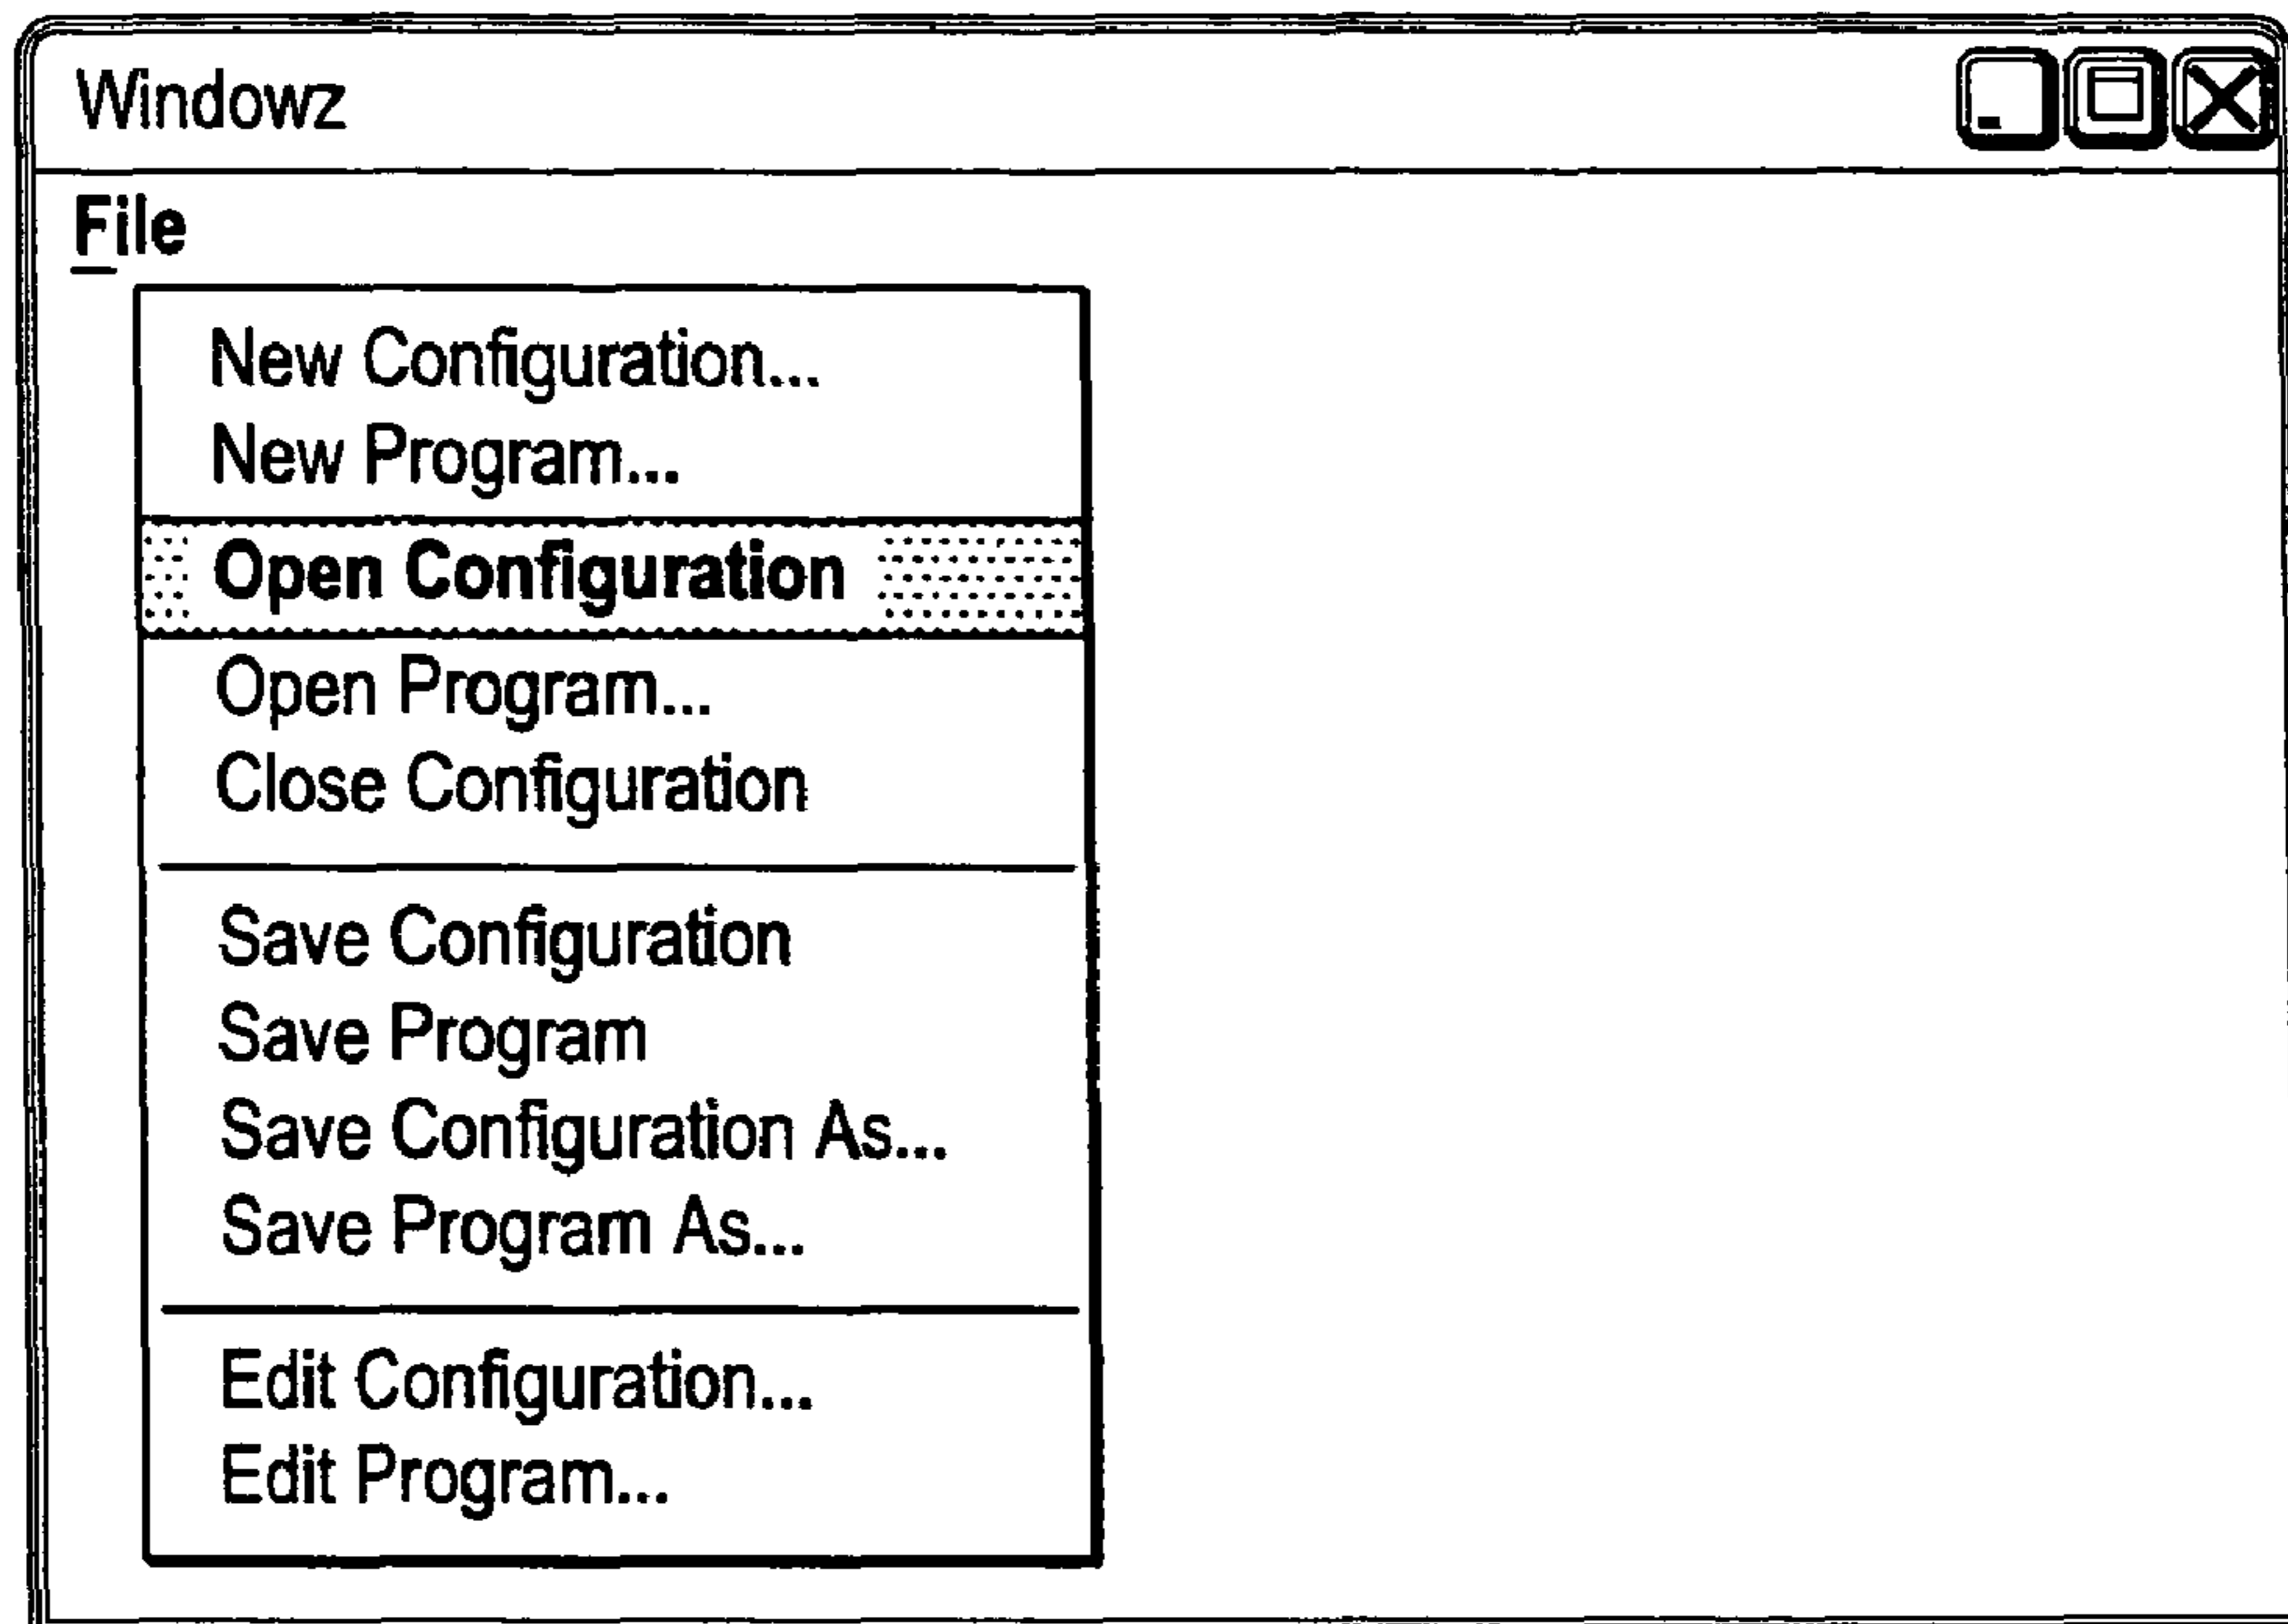 Windowz
File
New Configuration...
New Program...
Open Configuration
Open Program...
Close Configuration
Save Configuration
Save Program
Save Configuration As...
Save Program As...
Edit Configuration...
Edit Program...